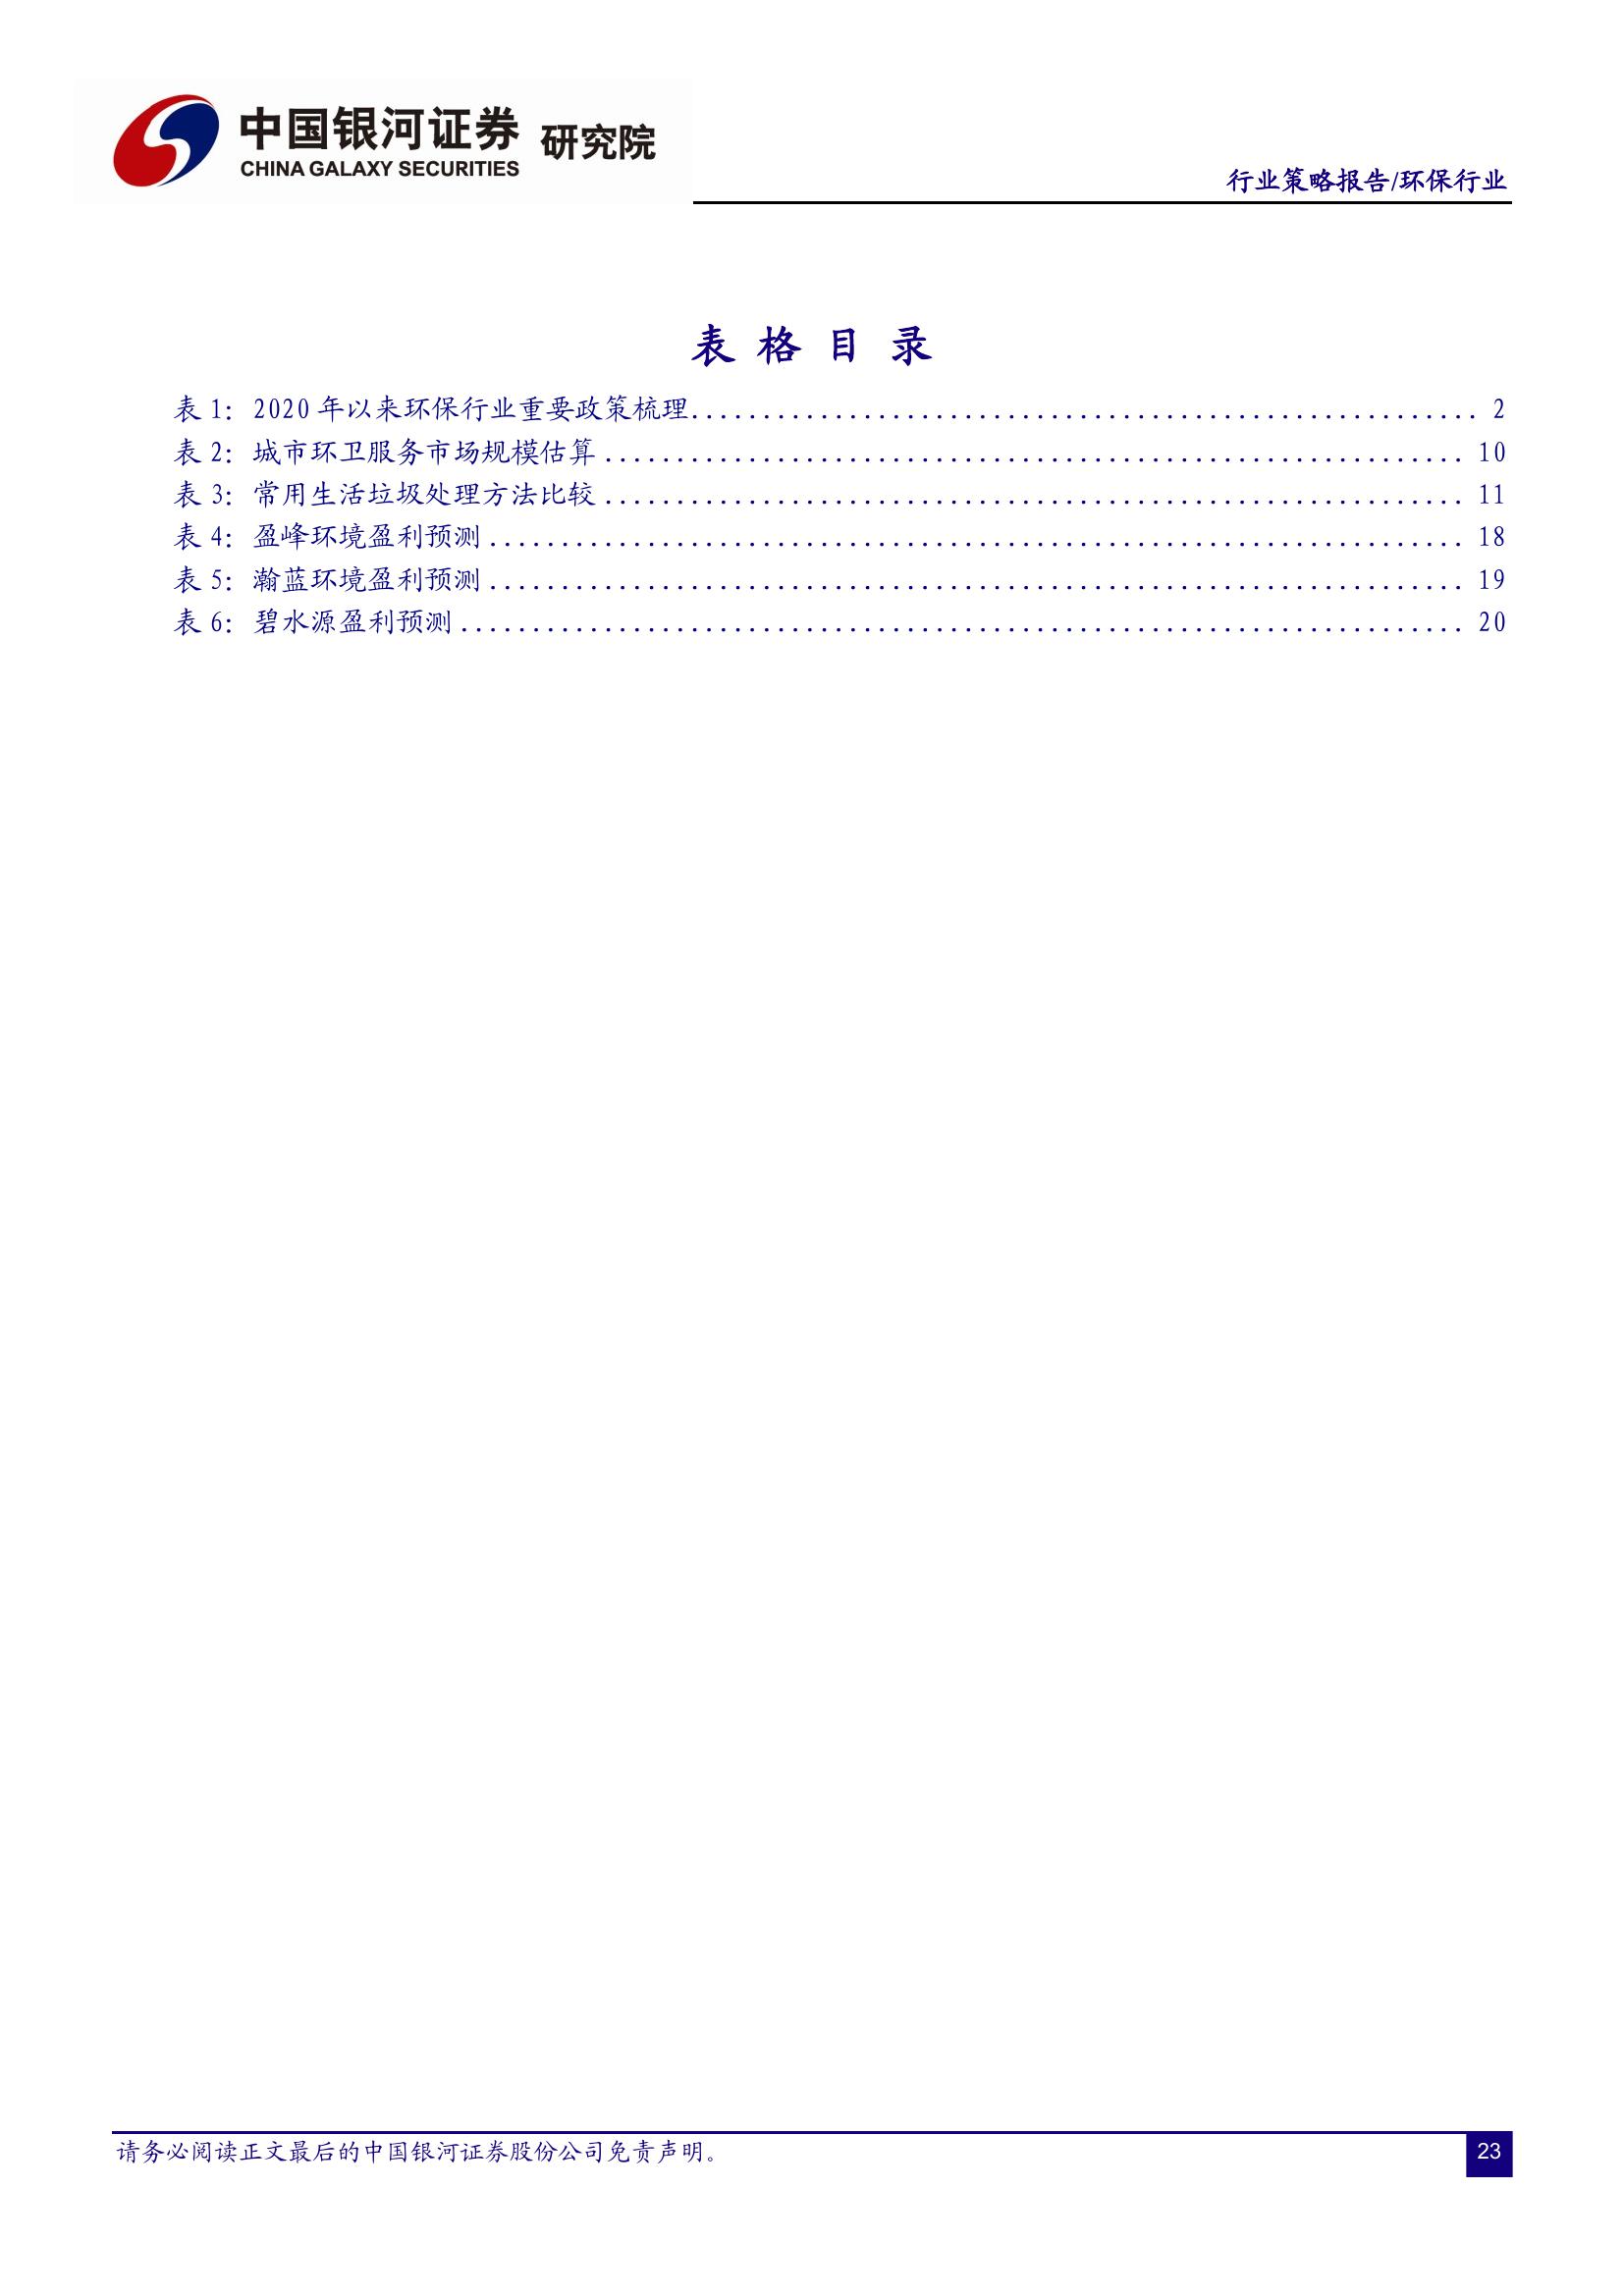 中国银河证券 研究院
CHINA GALAXY SECURITIES
行业策略报告/环保行业
表 格 目 录
表 1: 2020 年以来环保行业重要政策梳理....................................................... 2
表 2: 城市环卫服务市场规模估算............................................................ 10
表 3: 常用生活垃圾处理方法比较............................................................ 11
表 4: 盈峰环境盈利预测.................................................................... 18
表 5: 瀚蓝环境盈利预测.................................................................... 19
表 6: 碧水源盈利预测...................................................................... 20
请务必阅读正文最后的中国银河证券股份公司免责声明。
23